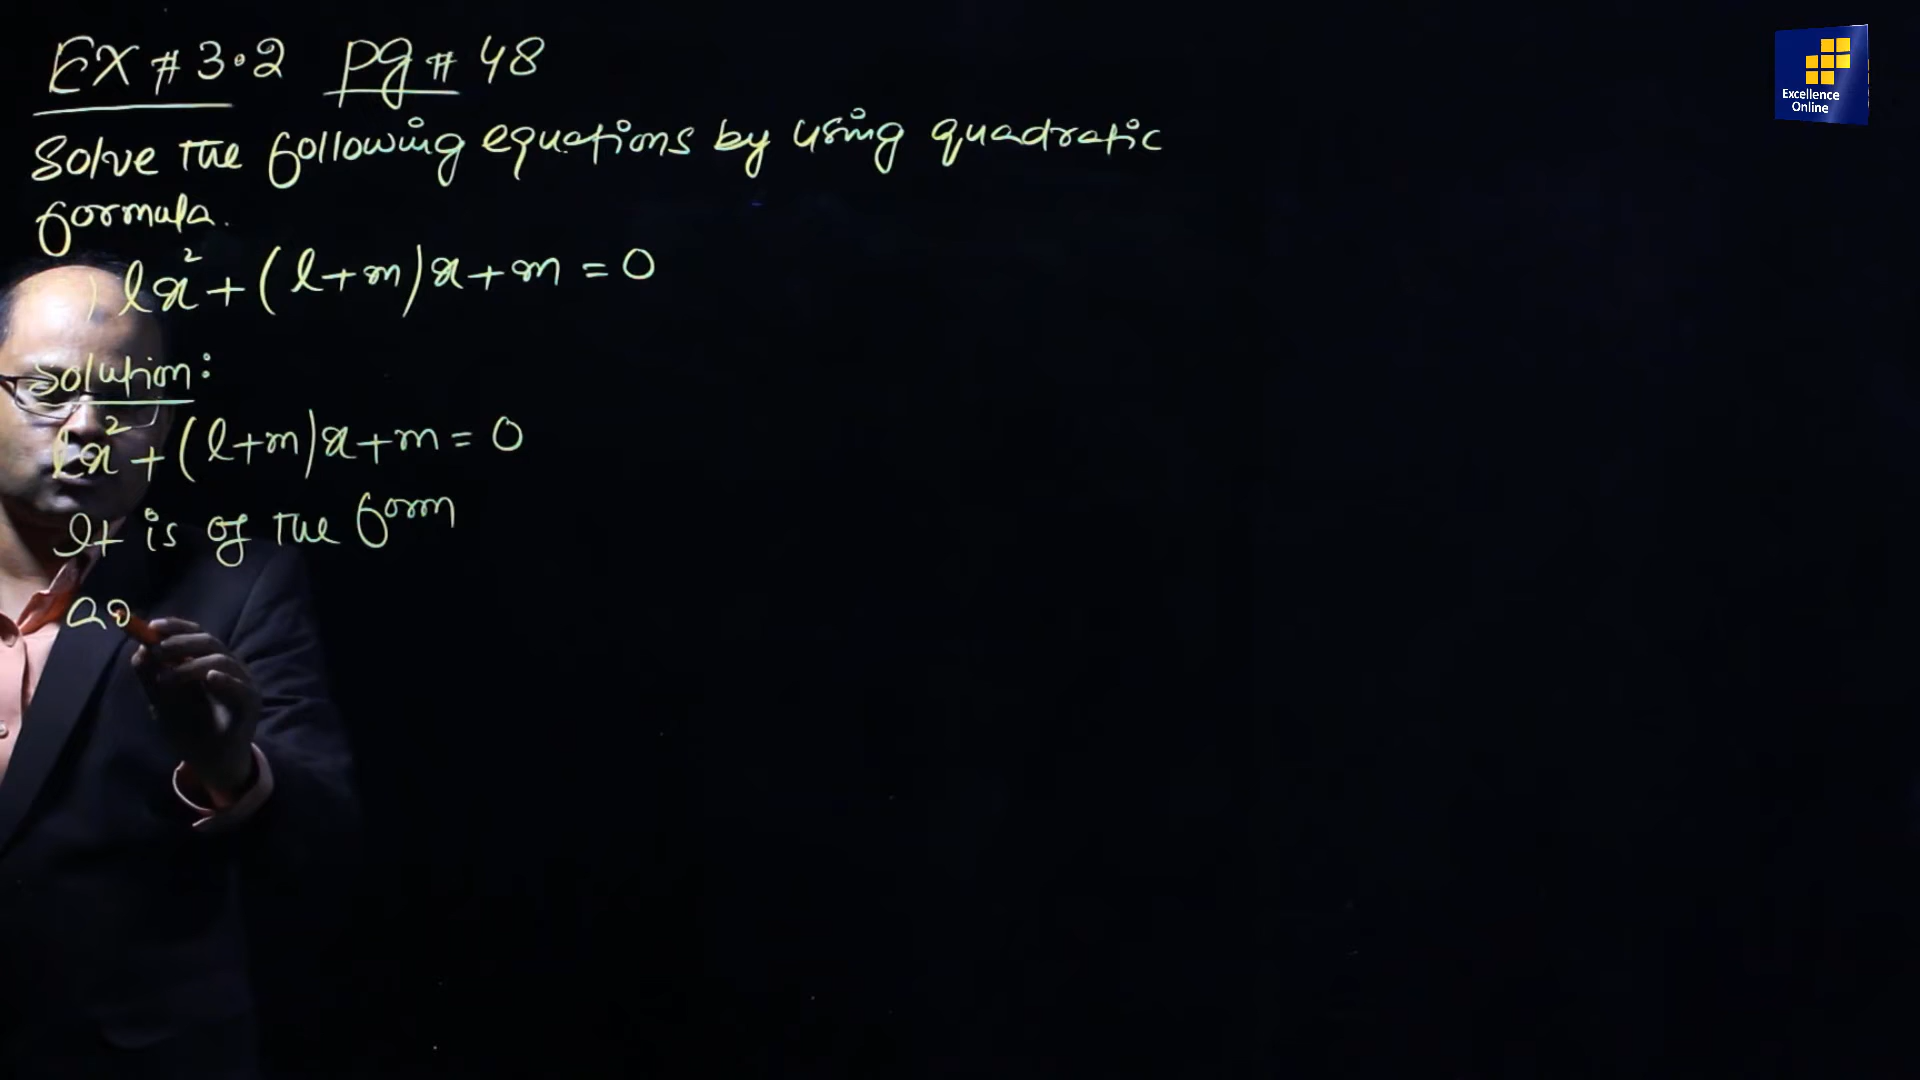 EX # 3.2 Pg # 48
Excellence
Online
Solve the following equations by using quadratic
formula.
) lx² + (l+m)x+m = 0
Solution:
lx² + (l+m)x+m = 0
It is of the form
ax